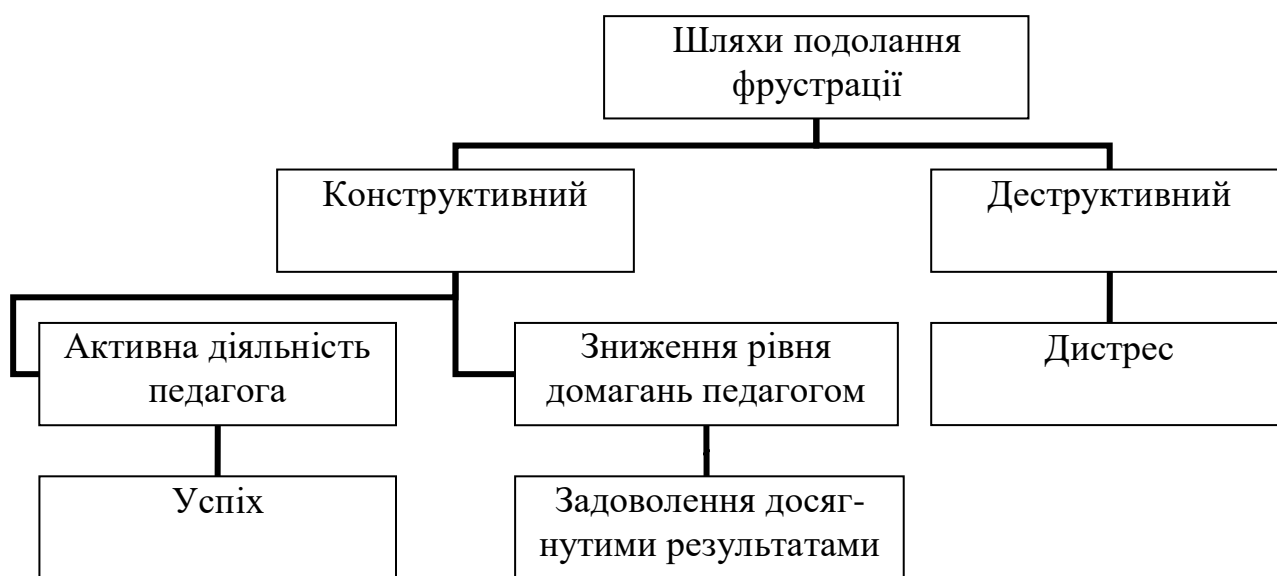 Шляхи подолання
фрустрації
Конструктивний
Деструктивний
Активна діяльність
педагога
Зниження рівня
домагань педагогом
Дистрес
Успіх
Задоволення досяг-
нутими результатами